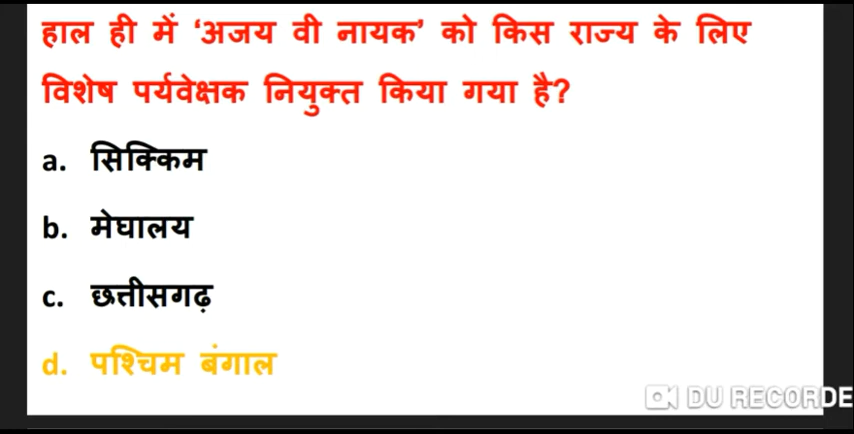 हाल ही में ‘अजय वी नायक’ को किस राज्य के लिए
विशेष पर्यवेक्षक नियुक्त किया गया है?
a. सिक्किम
b. मेघालय
c. छत्तीसगढ़
d. पश्चिम बंगाल
DU RECORDE